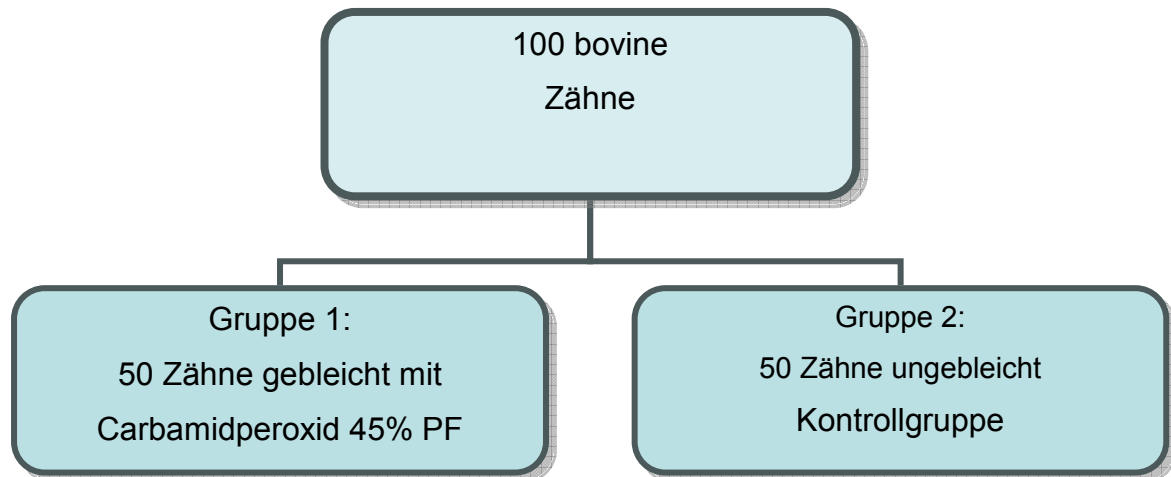 100 bovine
Zähne
Gruppe 1:
50 Zähne gebleicht mit
Carbamidperoxid 45% PF
Gruppe 2:
50 Zähne ungebleicht
Kontrollgruppe